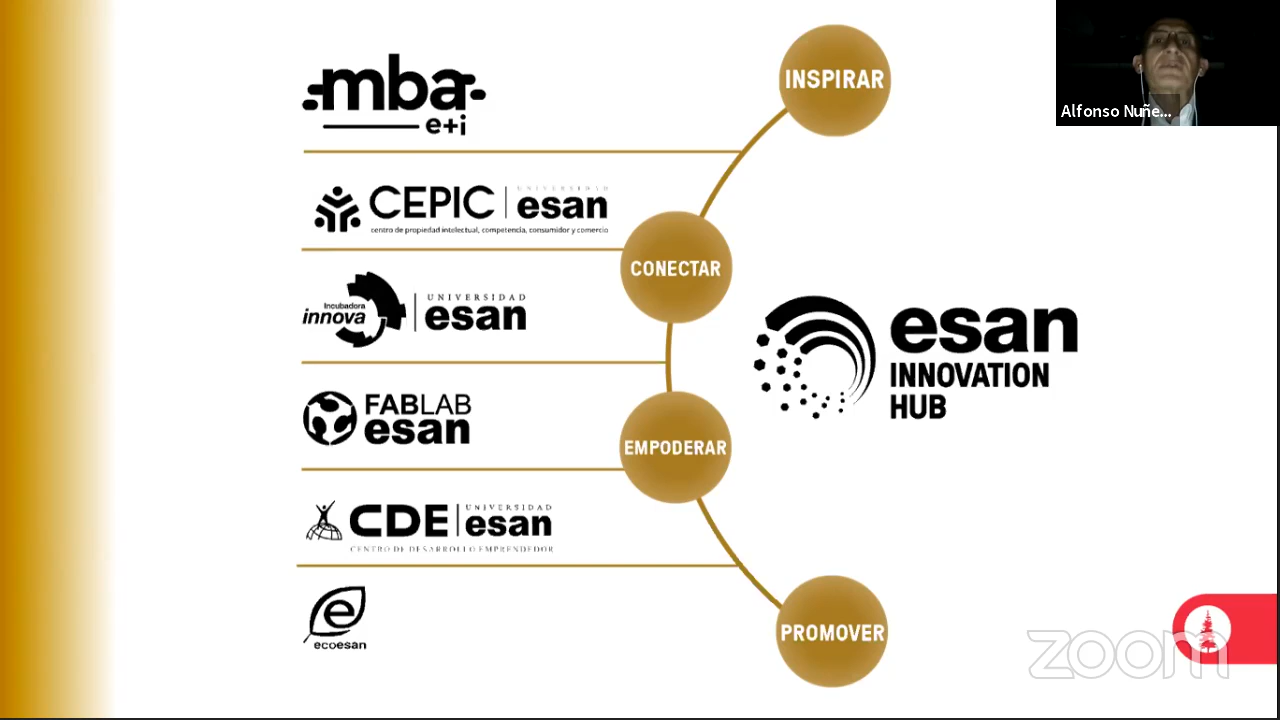 mba
e+i
CEPIC UNIVERSIDAD esan
centro de propiedad intelectual, competencia, consumidor y comercio
Incubadora innova UNIVERSIDAD esan
FABLAB
esan
CDE UNIVERSIDAD esan
CENTRO DE DESARROLLO EMPRENDEDOR
e
ecoesan
INSPIRAR
CONECTAR
EMPODERAR
PROMOVER
esan
INNOVATION
HUB
Alfonso Nuñe...
zoom